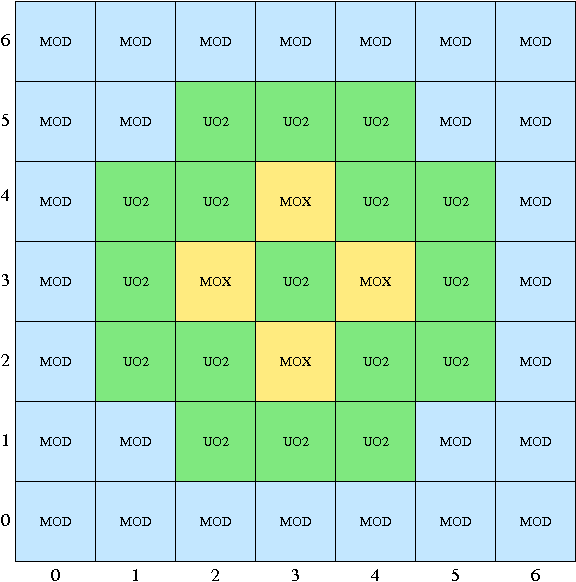 6 MOD MOD MOD MOD MOD MOD MOD
5 MOD MOD UO2 UO2 UO2 MOD MOD
4 MOD UO2 UO2 MOX UO2 UO2 MOD
3 MOD UO2 MOX UO2 MOX UO2 MOD
2 MOD UO2 UO2 MOX UO2 UO2 MOD
1 MOD MOD UO2 UO2 UO2 MOD MOD
0 MOD MOD MOD MOD MOD MOD MOD
0 1 2 3 4 5 6